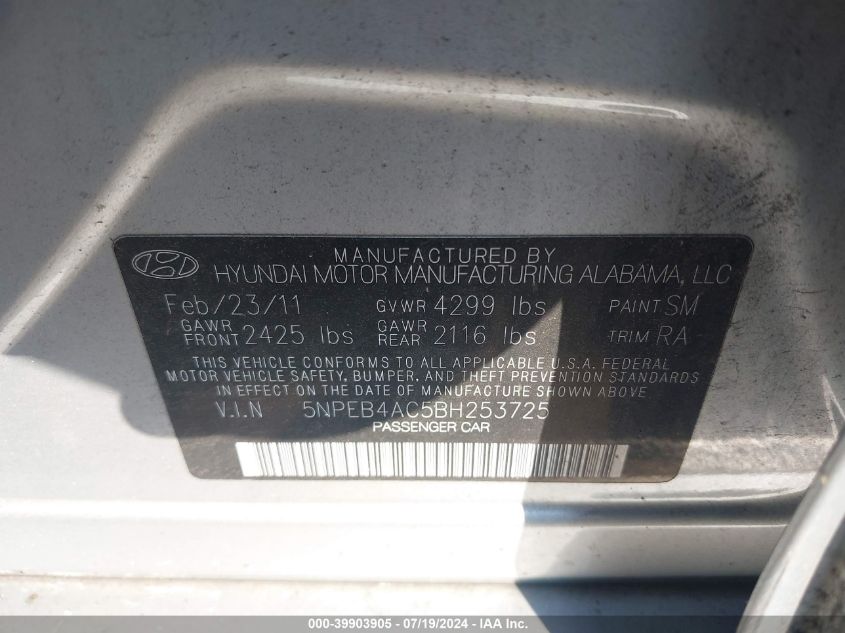 MANUFACTURED BY
HYUNDAI MOTOR MANUFACTURING ALABAMA, LLC
Feb/23/11 GVWR 4299 lbs PAINT SM
GAWR FRONT 2425 lbs GAWR REAR 2116 lbs TRIM RA
THIS VEHICLE CONFORMS TO ALL APPLICABLE U.S.A. FEDERAL
MOTOR VEHICLE SAFETY, BUMPER, AND THEFT PREVENTION STANDARDS
IN EFFECT ON THE DATE OF MANUFACTURE SHOWN ABOVE.
V.I.N 5NPEB4AC5BH253725
PASSENGER CAR
000-39903905 - 07/19/2024 - IAA Inc.